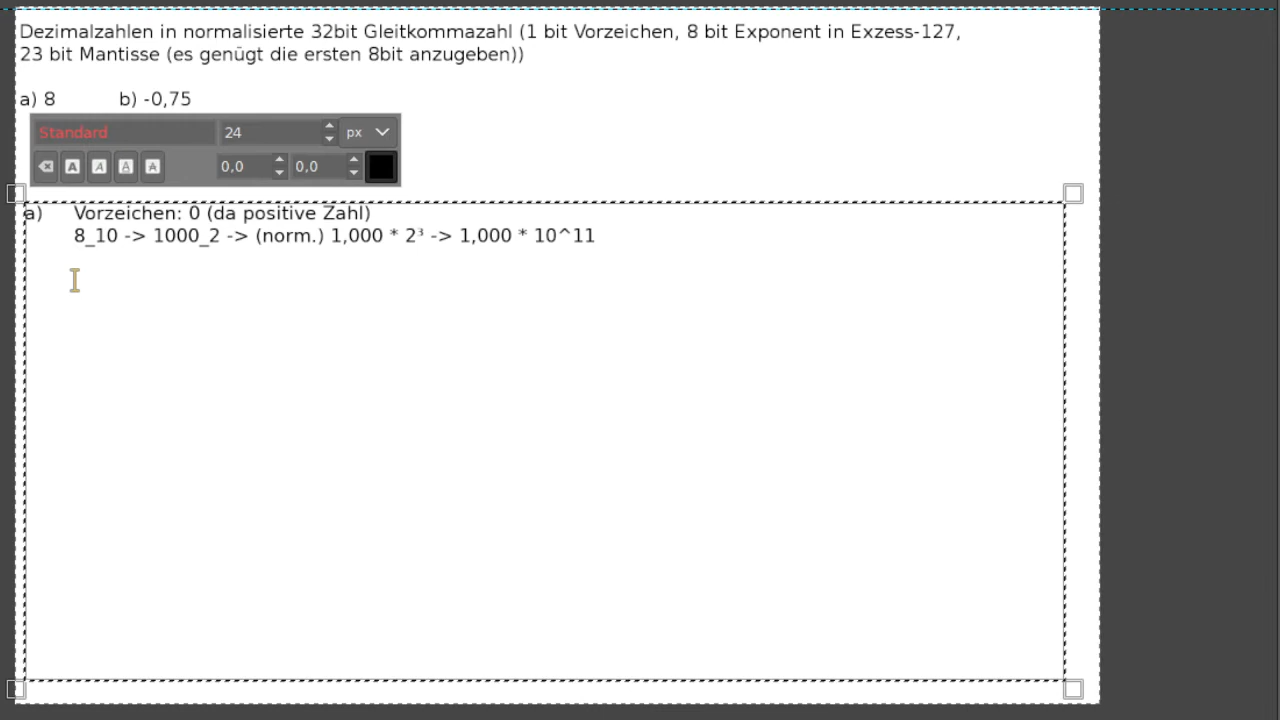 Dezimalzahlen in normalisierte 32bit Gleitkommazahl (1 bit Vorzeichen, 8 bit Exponent in Exzess-127,
23 bit Mantisse (es genügt die ersten 8bit anzugeben))
a) 8 b) -0,75
Standard 24 px
A A A A 0,0 0,0
a) Vorzeichen: 0 (da positive Zahl)
8_10 -> 1000_2 -> (norm.) 1,000 * 2³ -> 1,000 * 10^11